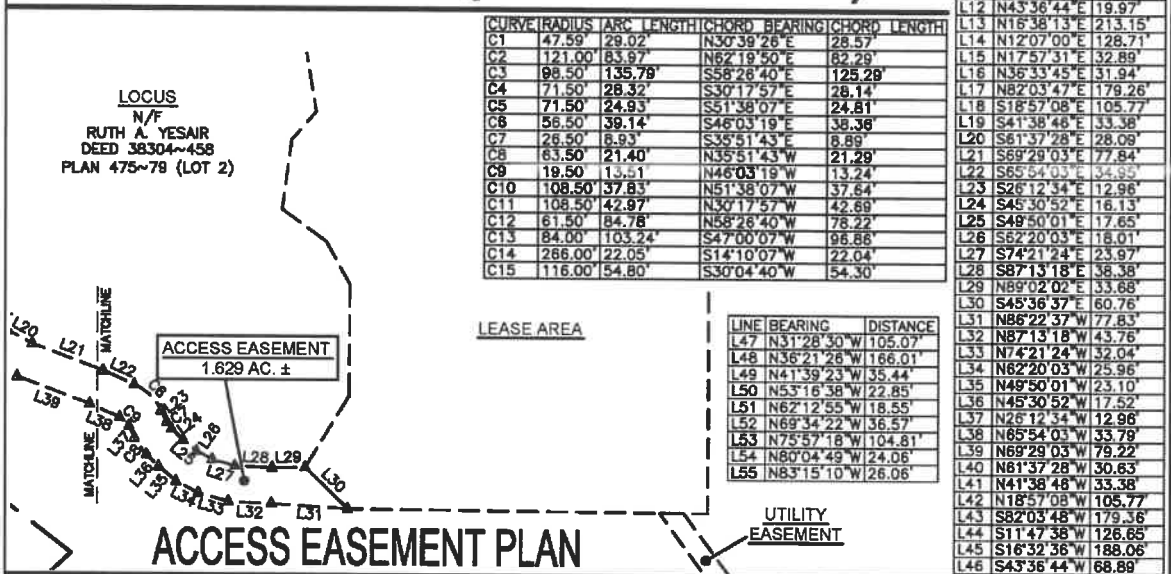 CURVE RADIUS ARC LENGTH CHORD BEARING CHORD LENGTH
C1 47.59' 29.02' N30°39'26"E 28.57'
C2 121.00' 83.97' N62°19'50"E 82.29'
C3 98.50' 135.79' S58°26'40"E 125.29'
C4 71.50' 28.32' S30°17'57"E 28.14'
C5 71.50' 24.93' S51°38'07"E 24.81'
C6 56.50' 39.14' S46°03'19"E 38.36'
C7 26.50' 8.93' S35°51'43"E 8.89'
C8 63.50' 21.40' N35°51'43"W 21.29'
C9 19.50' 13.51' N46°03'19"W 13.24'
C10 108.50' 37.83' N51°38'07"W 37.64'
C11 108.50' 42.97' N30°17'57"W 42.69'
C12 61.50' 84.78' N58°26'40"W 78.22'
C13 84.00' 103.24' S47°00'07"W 96.86'
C14 266.00' 22.05' S14°10'07"W 22.04'
C15 116.00' 54.80' S30°04'40"W 54.30'
L12 N43°36'44"E 19.97'
L13 N16°38'13"E 213.15'
L14 N12°07'00"E 128.71'
L15 N17°57'31"E 32.89'
L16 N36°33'45"E 31.94'
L17 N82°03'47"E 179.26'
L18 S18°57'08"E 105.77'
L19 S41°38'46"E 33.38'
L20 S61°37'28"E 28.09'
L21 S69°29'03"E 77.84'
L22 S65°54'03"E 34.95'
L23 S26°12'34"E 12.96'
L24 S45°30'52"E 16.13'
L25 S49°50'01"E 17.65'
L26 S62°20'03"E 18.01'
L27 S74°21'24"E 23.97'
L28 S87°13'18"E 38.38'
L29 N89°02'02"E 33.68'
L30 S45°36'37"E 60.76'
L31 N86°22'37"W 77.83'
L32 N87°13'18"W 43.76'
L33 N74°21'24"W 32.04'
L34 N62°20'03"W 25.96'
L35 N49°50'01"W 23.10'
L36 N45°30'52"W 17.52'
L37 N26°12'34"W 12.96'
L38 N65°54'03"W 33.79'
L39 N69°29'03"W 79.22'
L40 N61°37'28"W 30.63'
L41 N41°38'46"W 33.38'
L42 N18°57'08"W 105.77'
L43 S82°03'48"W 179.36'
L44 S11°47'38"W 126.65'
L45 S16°32'36"W 188.06'
L46 S43°36'44"W 68.89'
LOCUS
N/F
RUTH A. YESAIR
DEED 38304~458
PLAN 475~79 (LOT 2)
LEASE AREA
LINE BEARING DISTANCE
L47 N31°28'30"W 105.07'
L48 N36°21'26"W 166.01'
L49 N41°39'23"W 35.44'
L50 N53°16'38"W 22.85'
L51 N62°12'55"W 18.55'
L52 N69°34'22"W 36.57'
L53 N75°57'18"W 104.81'
L54 N80°04'49"W 24.06'
L55 N83°15'10"W 26.06'
MATCHLINE
ACCESS EASEMENT
1.629 AC. ±
L20
L21
L22
C6
L23
C7
L24
L25
L26
L27
L28
L29
L30
L39
L38
C9
L37
C8
L36
L35
L34
L33
L32
L31
MATCHLINE
UTILITY
EASEMENT
ACCESS EASEMENT PLAN